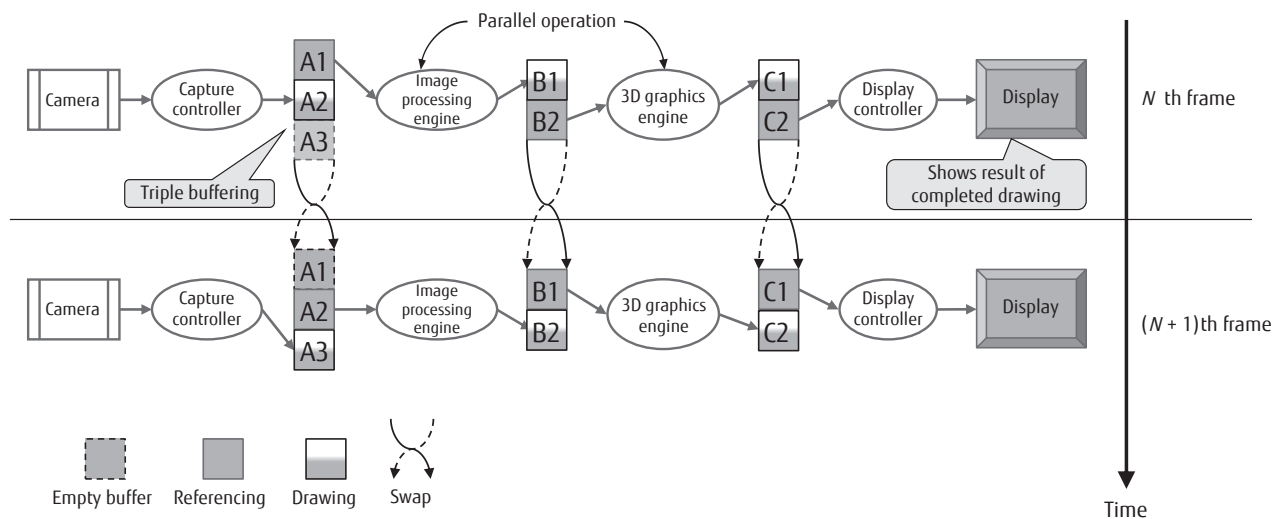 Parallel operation
Camera
Capture
controller
A1
A2
A3
Image
processing
engine
B1
B2
3D graphics
engine
C1
C2
Display
controller
Display
N th frame
Triple buffering
Shows result of
completed drawing
Camera
Capture
controller
A1
A2
A3
Image
processing
engine
B1
B2
3D graphics
engine
C1
C2
Display
controller
Display
(N + 1)th frame
Empty buffer
Referencing
Drawing
Swap
Time